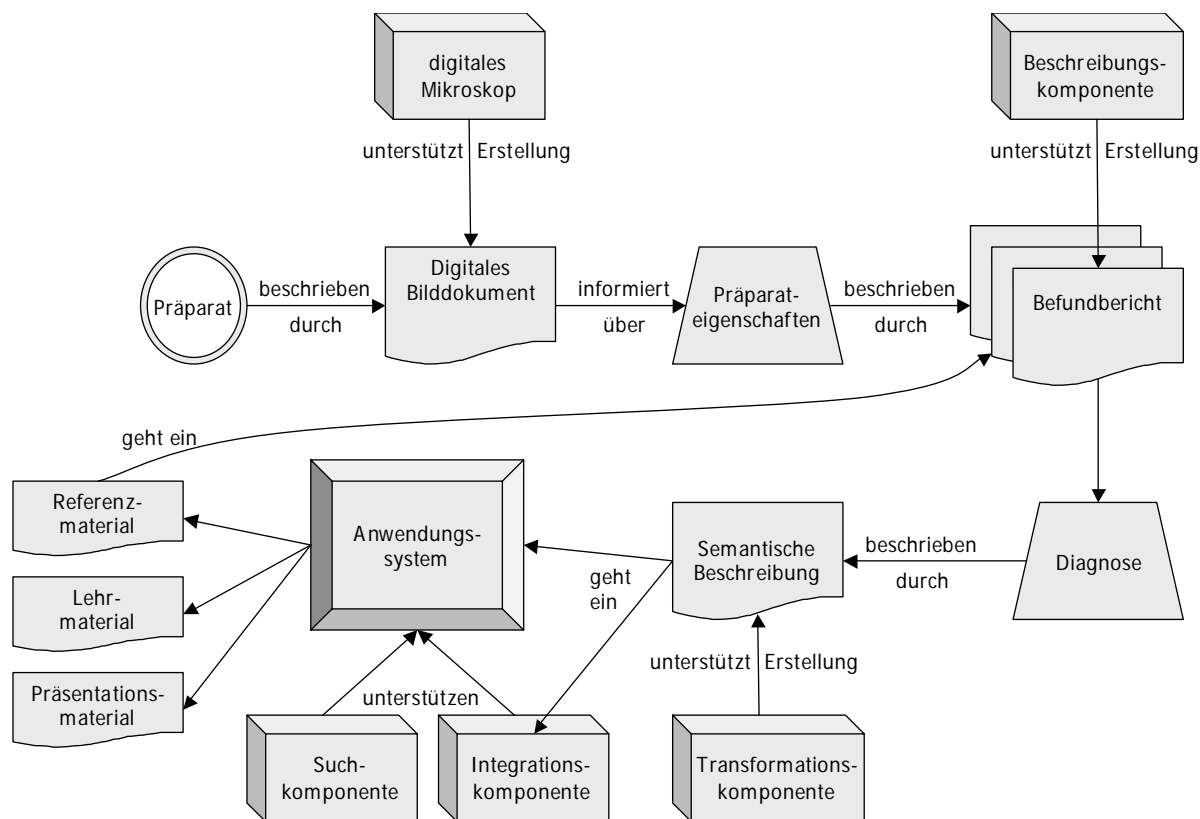 digitales
Mikroskop
Beschreibungs-
komponente
unterstützt Erstellung
unterstützt Erstellung
Präparat
beschrieben
durch
Digitales
Bilddokument
informiert
über
Präparat-
eigenschaften
beschrieben
durch
Befundbericht
geht ein
Referenz-
material
Lehr-
material
Präsentations-
material
Anwendungs-
system
geht
ein
Semantische
Beschreibung
beschrieben
durch
Diagnose
unterstützt Erstellung
unterstützen
Such-
komponente
Integrations-
komponente
Transformations-
komponente